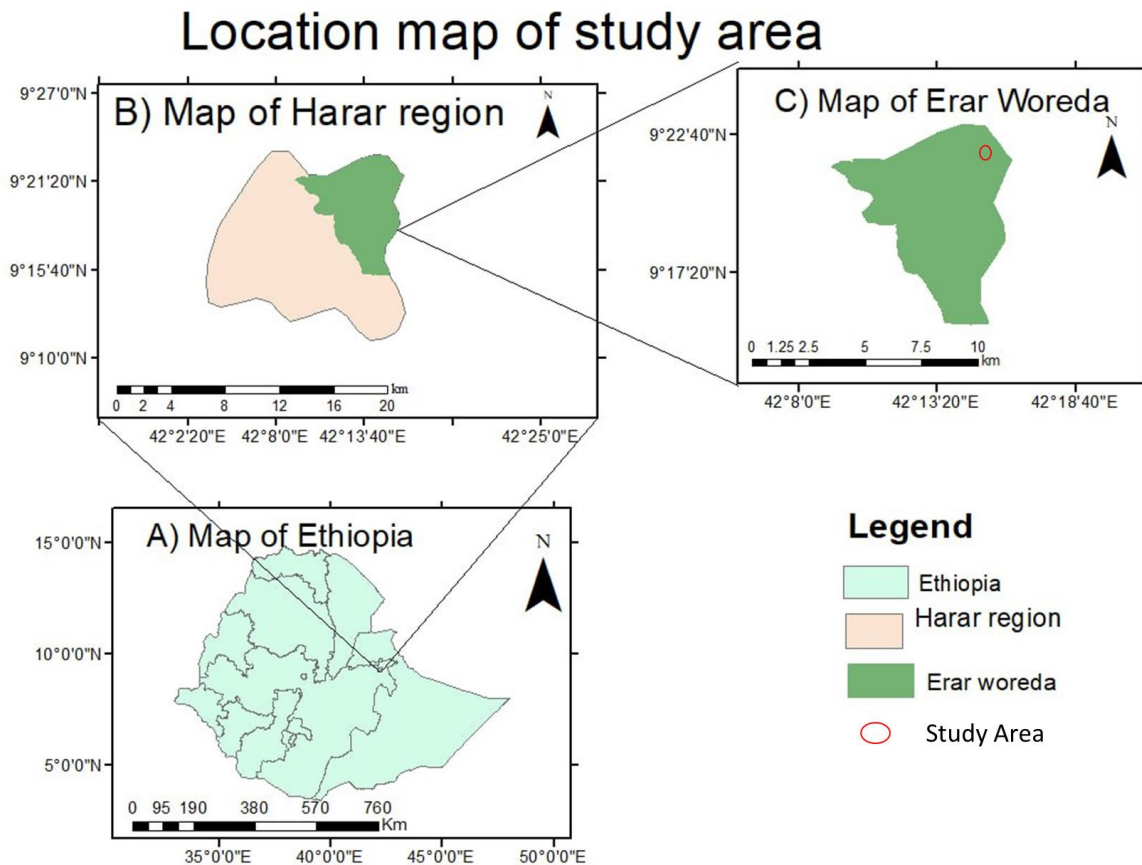 Location map of study area
B) Map of Harar region
N
9°27'0"N
9°21'20"N
9°15'40"N
9°10'0"N
km
0 2 4 8 12 16 20
42°2'20"E 42°8'0"E 42°13'40"E 42°25'0"E
C) Map of Erar Woreda
N
9°22'40"N
9°17'20"N
0 1.25 2.5 5 7.5 10
km
42°8'0"E 42°13'20"E 42°18'40"E
A) Map of Ethiopia
N
15°0'0"N
10°0'0"N
5°0'0"N
0 95 190 380 570 760
Km
35°0'0"E 40°0'0"E 45°0'0"E 50°0'0"E
Legend
Ethiopia
Harar region
Erar woreda
Study Area